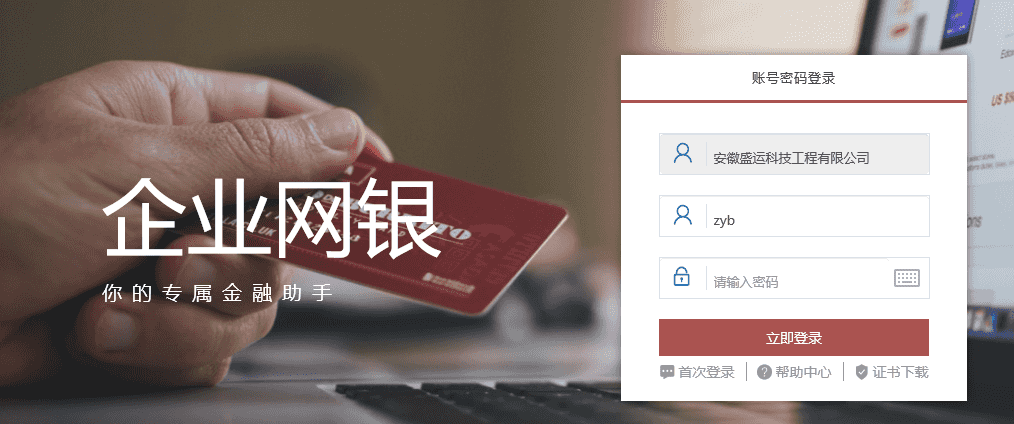 企业网银
你的专属金融助手
账号密码登录
安徽盛运科技工程有限公司
zyb
请输入密码
立即登录
首次登录
帮助中心
证书下载